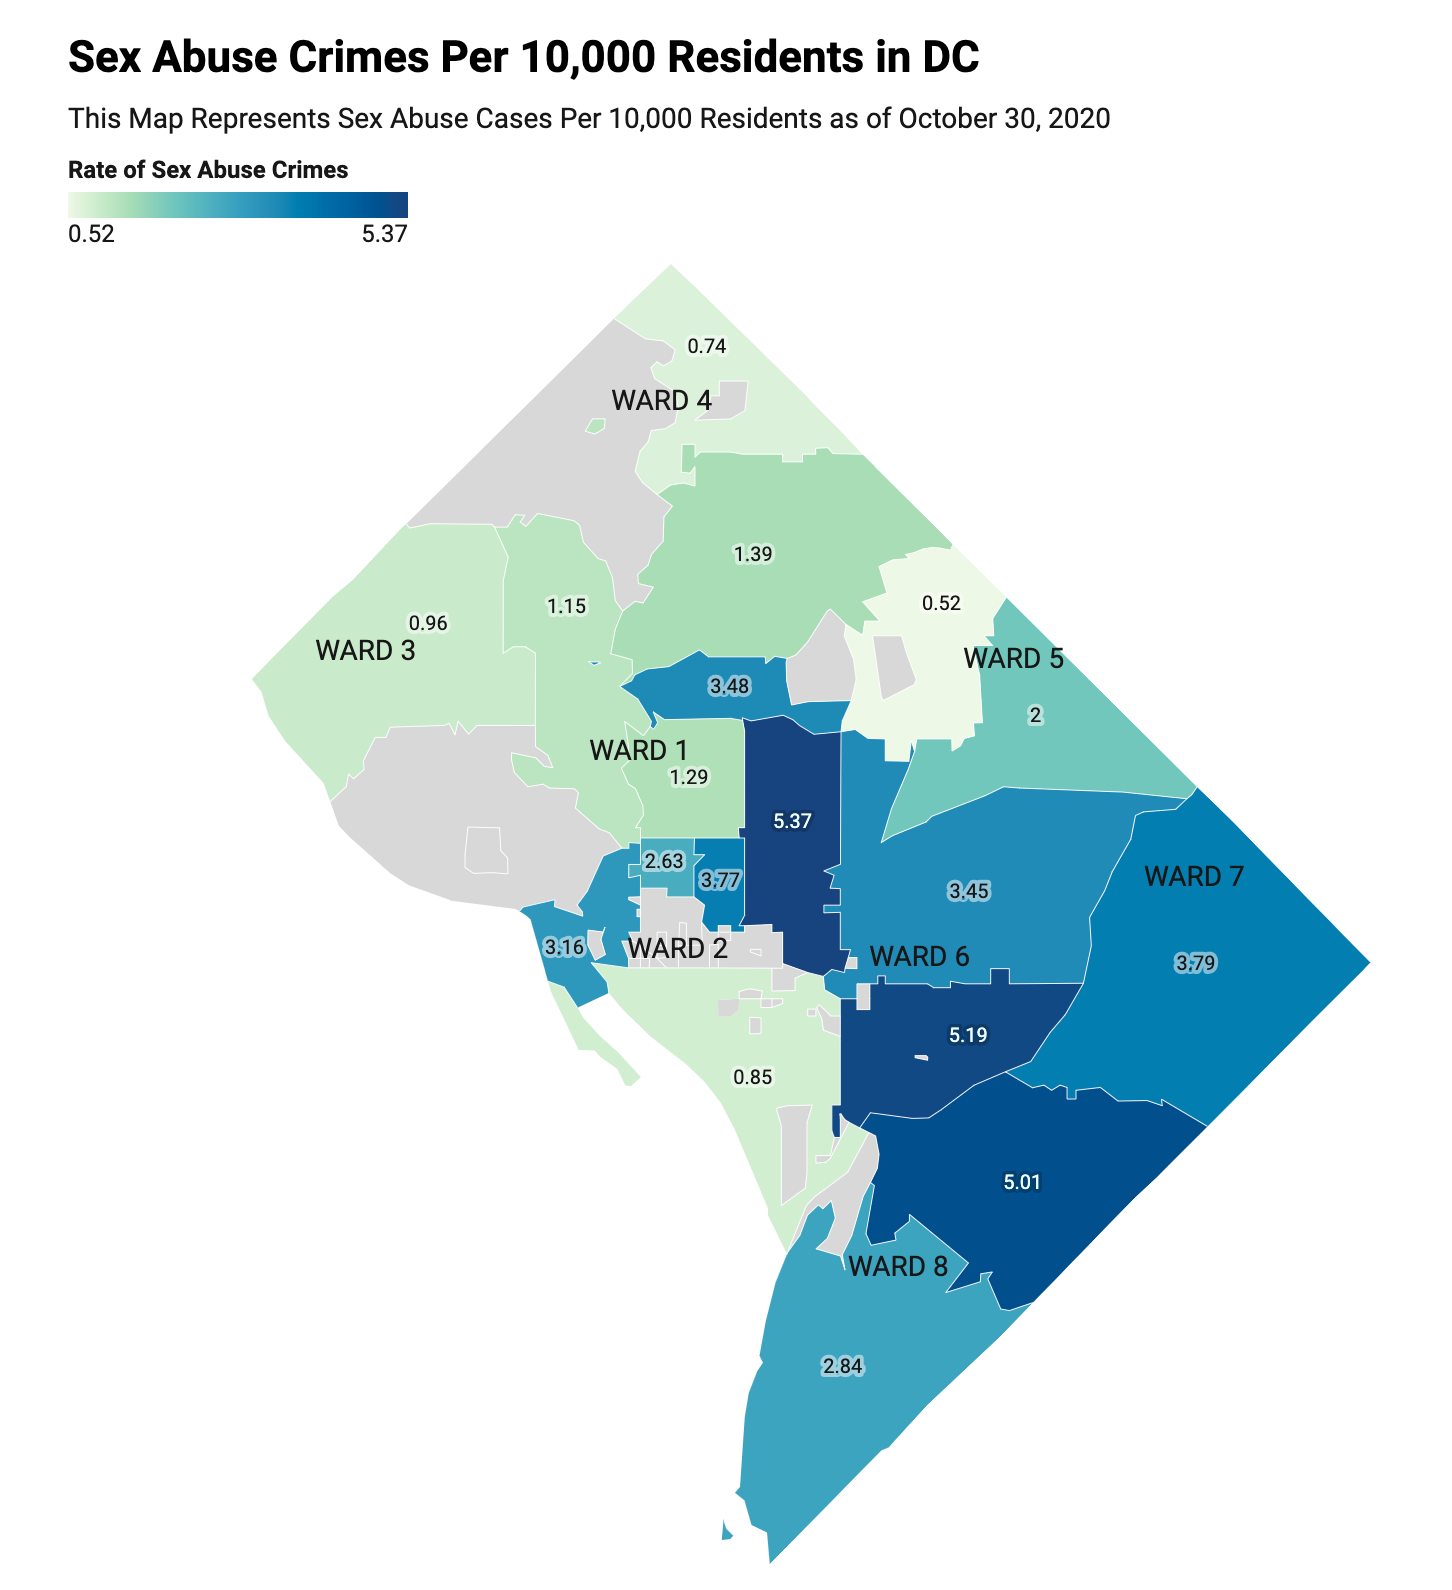 Sex Abuse Crimes Per 10,000 Residents in DC
This Map Represents Sex Abuse Cases Per 10,000 Residents as of October 30, 2020
Rate of Sex Abuse Crimes
0.52 5.37
0.74
WARD 4
1.39
0.52
1.15
0.96
WARD 3
WARD 5
3.48
2
WARD 1
1.29
5.37
2.63
WARD 7
3.77
3.45
3.16
WARD 2
WARD 6
3.79
5.19
0.85
5.01
WARD 8
2.84